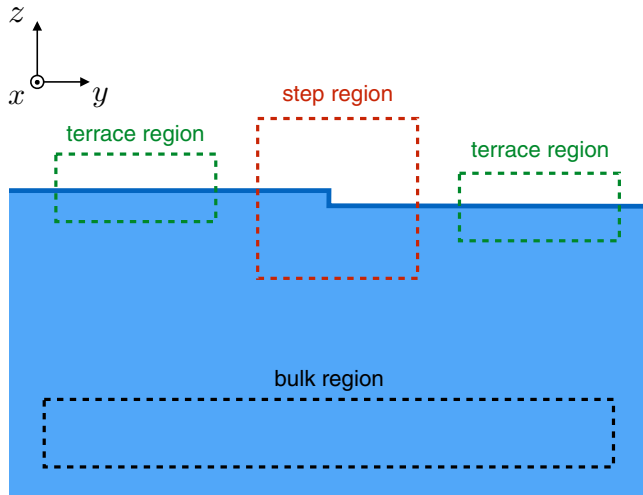 z
x
y
step region
terrace region
terrace region
bulk region